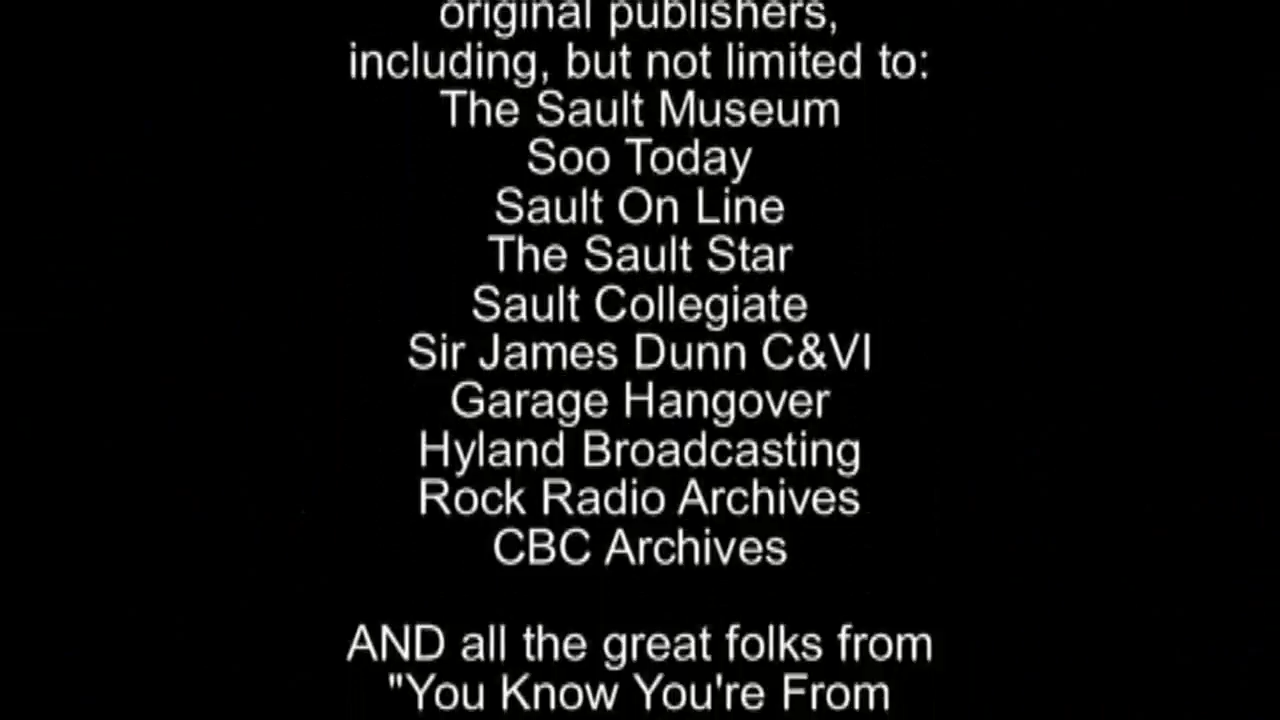 original publishers,
including, but not limited to:
The Sault Museum
Soo Today
Sault On Line
The Sault Star
Sault Collegiate
Sir James Dunn C&VI
Garage Hangover
Hyland Broadcasting
Rock Radio Archives
CBC Archives
AND all the great folks from
"You Know You're From